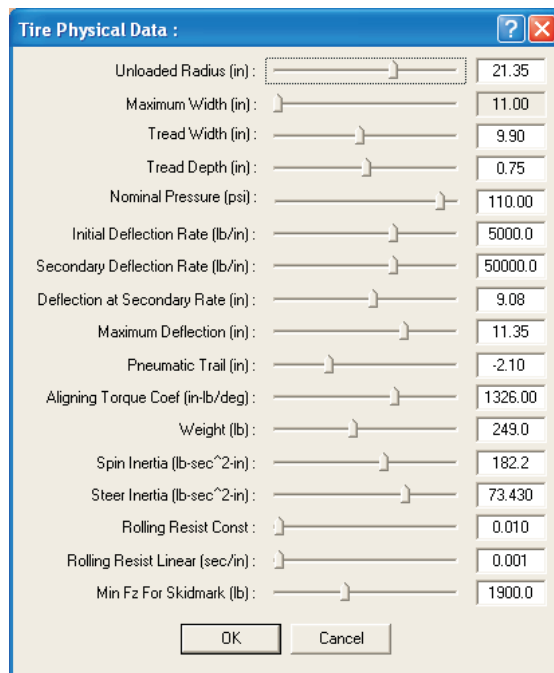 Tire Physical Data :
Unloaded Radius (in) : 21.35
Maximum Width (in) : 11.00
Tread Width (in) : 9.90
Tread Depth (in) : 0.75
Nominal Pressure (psi) : 110.00
Initial Deflection Rate (lb/in) : 5000.0
Secondary Deflection Rate (lb/in) : 50000.0
Deflection at Secondary Rate (in) : 9.08
Maximum Deflection (in) : 11.35
Pneumatic Trail (in) : -2.10
Aligning Torque Coef (in-lb/deg) : 1326.00
Weight (lb) : 249.0
Spin Inertia (lb-sec^2-in) : 182.2
Steer Inertia (lb-sec^2-in) : 73.430
Rolling Resist Const : 0.010
Rolling Resist Linear (sec/in) : 0.001
Min Fz For Skidmark (lb) : 1900.0
OK Cancel